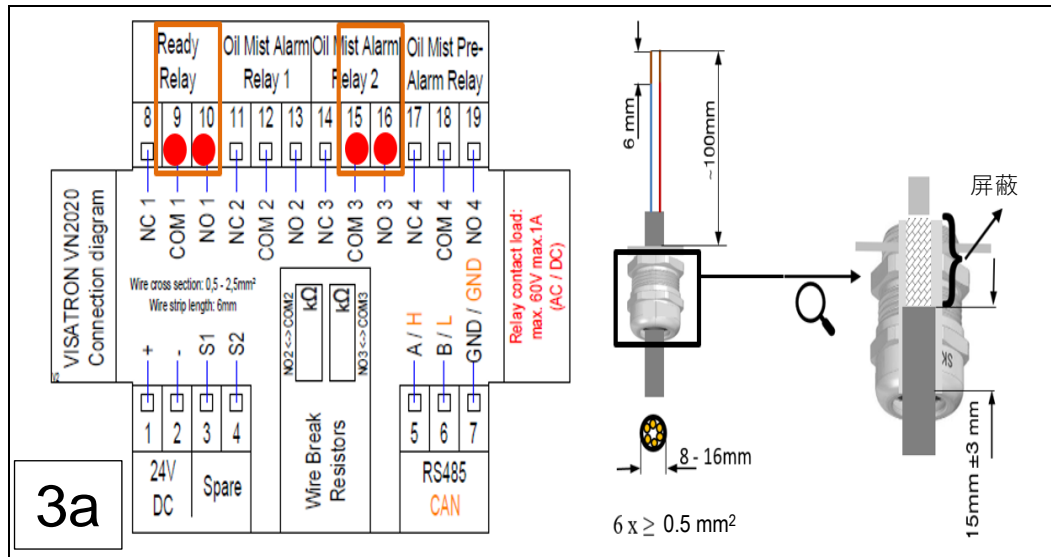 Ready
Relay
Oil Mist Alarm
Relay 1
Oil Mist Alarm
Relay 2
Oil Mist Pre-
Alarm Relay
8 9 10 11 12 13 14 15 16 17 18 19
NC 1
COM 1
NO 1
NC 2
COM 2
NO 2
NC 3
COM 3
NO 3
NC 4
COM 4
NO 4
VISATRON VN2020
Connection diagram
V2
Wire cross section: 0,5 - 2,5mm²
Wire strip length: 6mm
+
-
S1
S2
NO2 <-> COM2
kΩ
kΩ
NO3 <-> COM3
A / H
B / L
GND / GND
Relay contact load:
max. 60V max.1A
(AC / DC)
1 2 3 4
5 6 7
24V
DC
Spare
Wire Break
Resistors
RS485
CAN
3a
6 mm
~100mm
8 - 16mm
6 x ≥ 0.5 mm²
屏蔽
SK
15mm ±3 mm